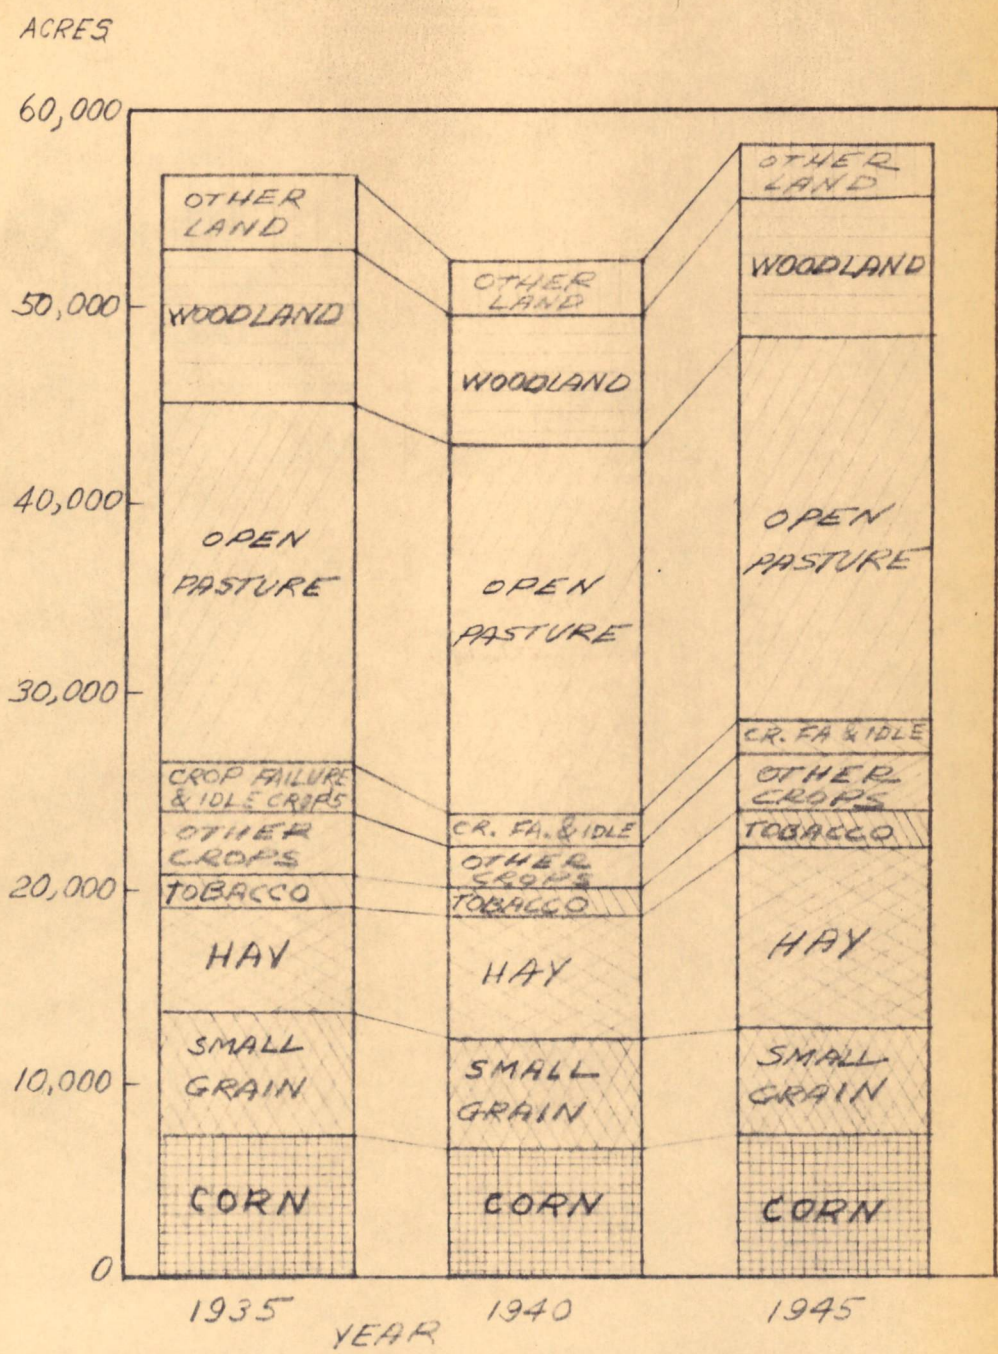 ACRES
60,000
50,000
40,000
30,000
20,000
10,000
0
OTHER
LAND
WOODLAND
OPEN
PASTURE
CROP FAILURE
& IDLE CROPS
OTHER
CROPS
TOBACCO
HAY
SMALL
GRAIN
CORN
OTHER
LAND
WOODLAND
OPEN
PASTURE
CR. FA. & IDLE
OTHER
CROPS
TOBACCO
HAY
SMALL
GRAIN
CORN
OTHER
LAND
WOODLAND
OPEN
PASTURE
CR. FA & IDLE
OTHER
CROPS
TOBACCO
HAY
SMALL
GRAIN
CORN
1935
1940
1945
YEAR